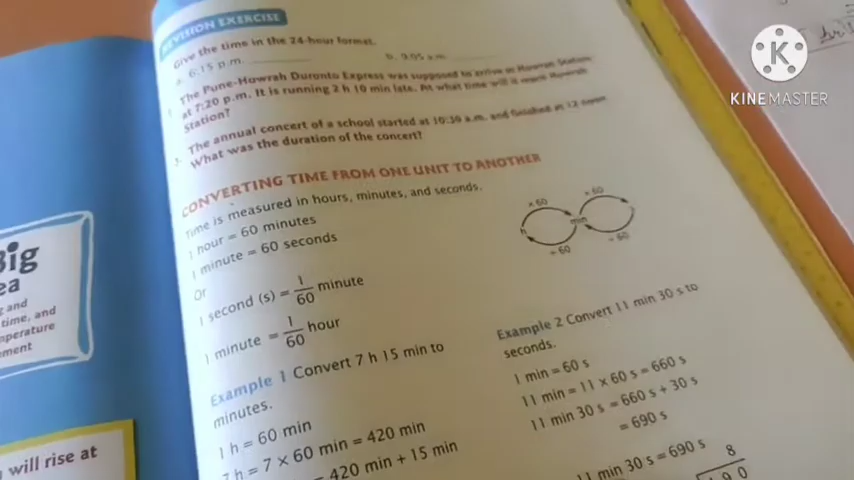 REVISION EXERCISE
Give the time in the 24-hour format.
a. 6:15 p.m.
b. 9:05 a.m.
The Pune-Howrah Duronto Express was supposed to arrive at Howrah Station
at 7:20 p.m. It is running 2 h 10 min late. At what time will it reach Howrah
Station?
3. The annual concert of a school started at 10:30 a.m. and finished at 12 noon.
What was the duration of the concert?
CONVERTING TIME FROM ONE UNIT TO ANOTHER
Time is measured in hours, minutes, and seconds.
1 hour = 60 minutes
1 minute = 60 seconds
Or
1 second (s) = 1/60 minute
1 minute = 1/60 hour
× 60
× 60
h
min
÷ 60
÷ 60
Example 1 Convert 7 h 15 min to
minutes.
1 h = 60 min
7 h = 7 × 60 min = 420 min
= 420 min + 15 min
Example 2 Convert 11 min 30 s to
seconds.
1 min = 60 s
11 min = 11 × 60 s = 660 s
11 min 30 s = 660 s + 30 s
= 690 s
11 min 30 s = 690 s
8
Big
time, and
will rise at
K
KINEMASTER